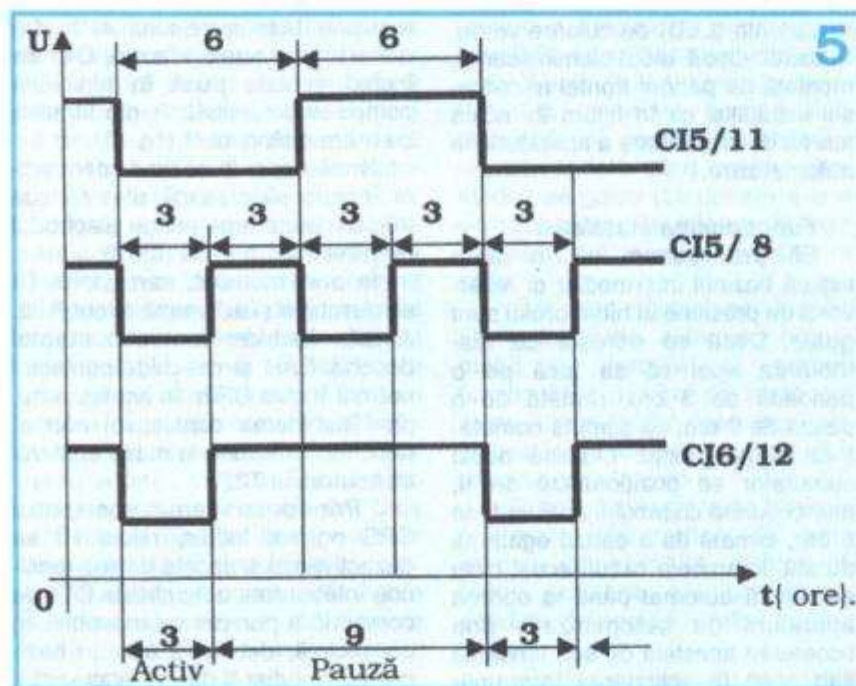 5
U
6 6
CI5/11
3 3 3 3 3
CI5/ 8
CI6/12
0
t( ore).
3 9 3
Activ Pauză